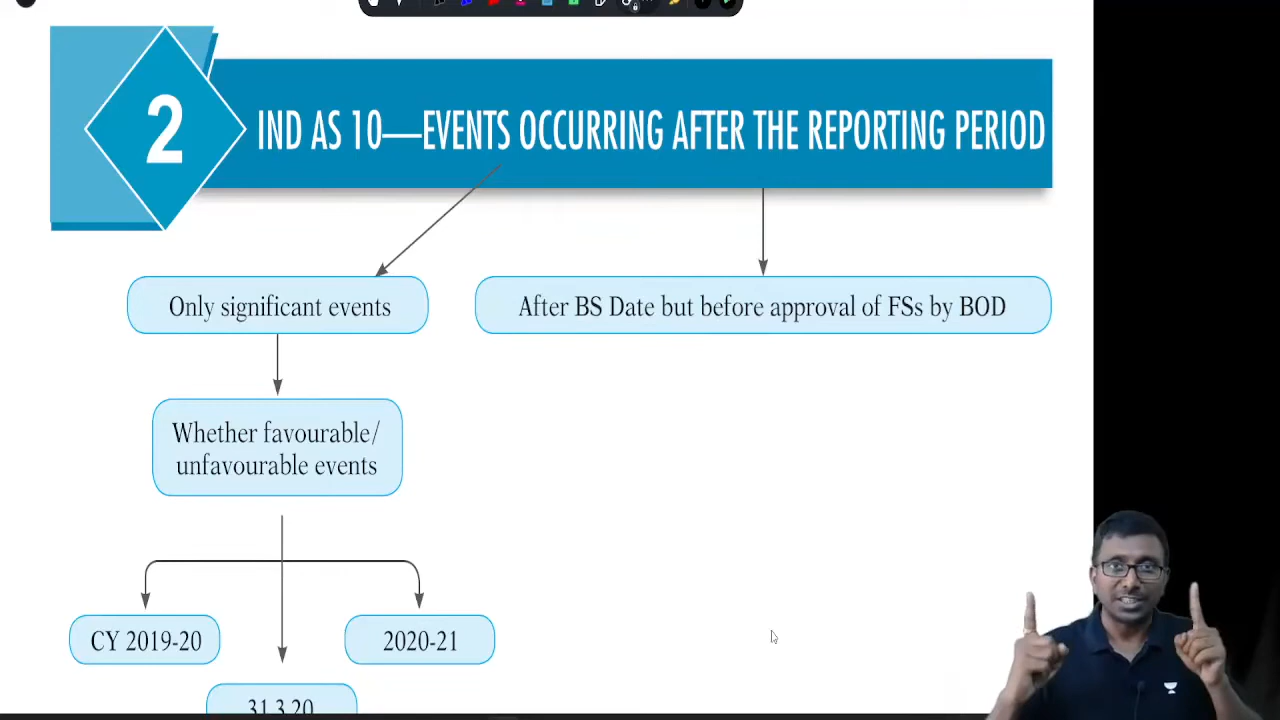 2
IND AS 10—EVENTS OCCURRING AFTER THE REPORTING PERIOD
Only significant events
After BS Date but before approval of FSs by BOD
Whether favourable/
unfavourable events
CY 2019-20
2020-21
31.3.20